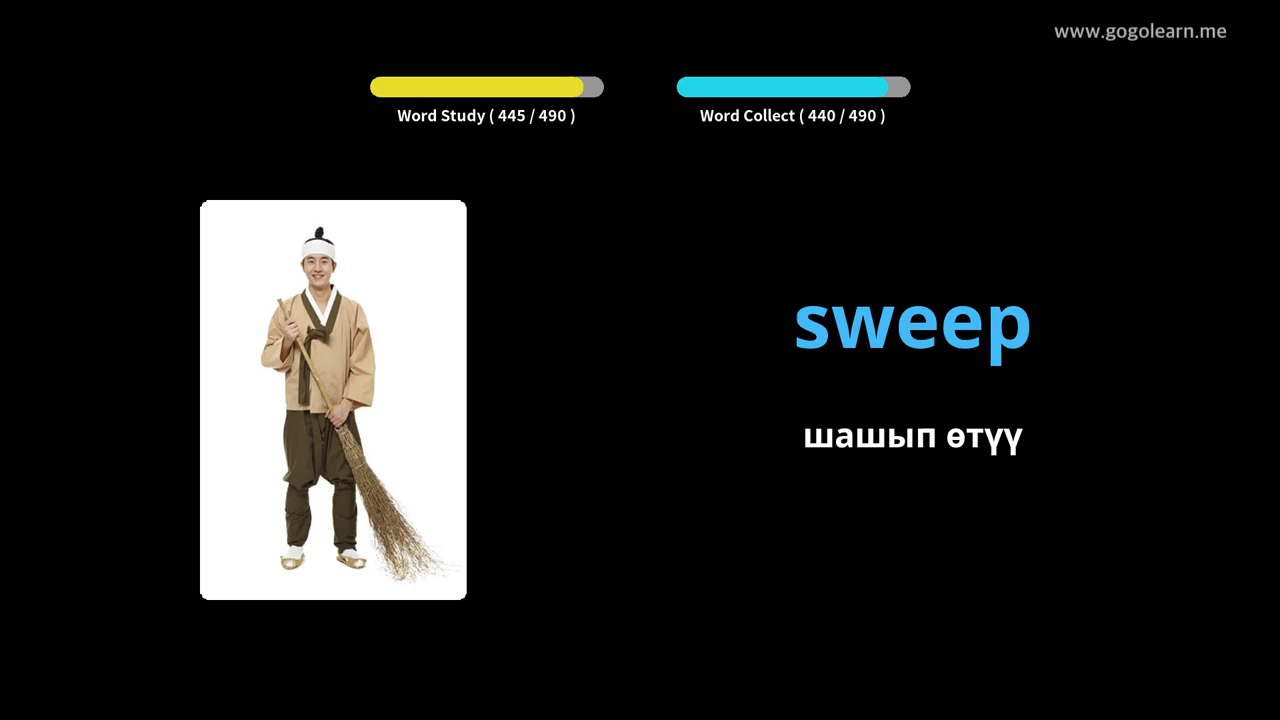 www.gogolearn.me
Word Study ( 445 / 490 )
Word Collect ( 440 / 490 )
sweep
шашып өтүү